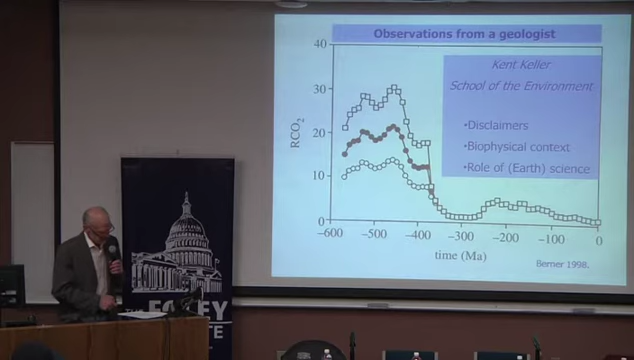 Observations from a geologist
Kent Keller
School of the Environment
•Disclaimers
•Biophysical context
•Role of (Earth) science
RCO2
40
30
20
10
0
−600
−500
−400
−300
−200
−100
0
time (Ma)
Berner 1998.